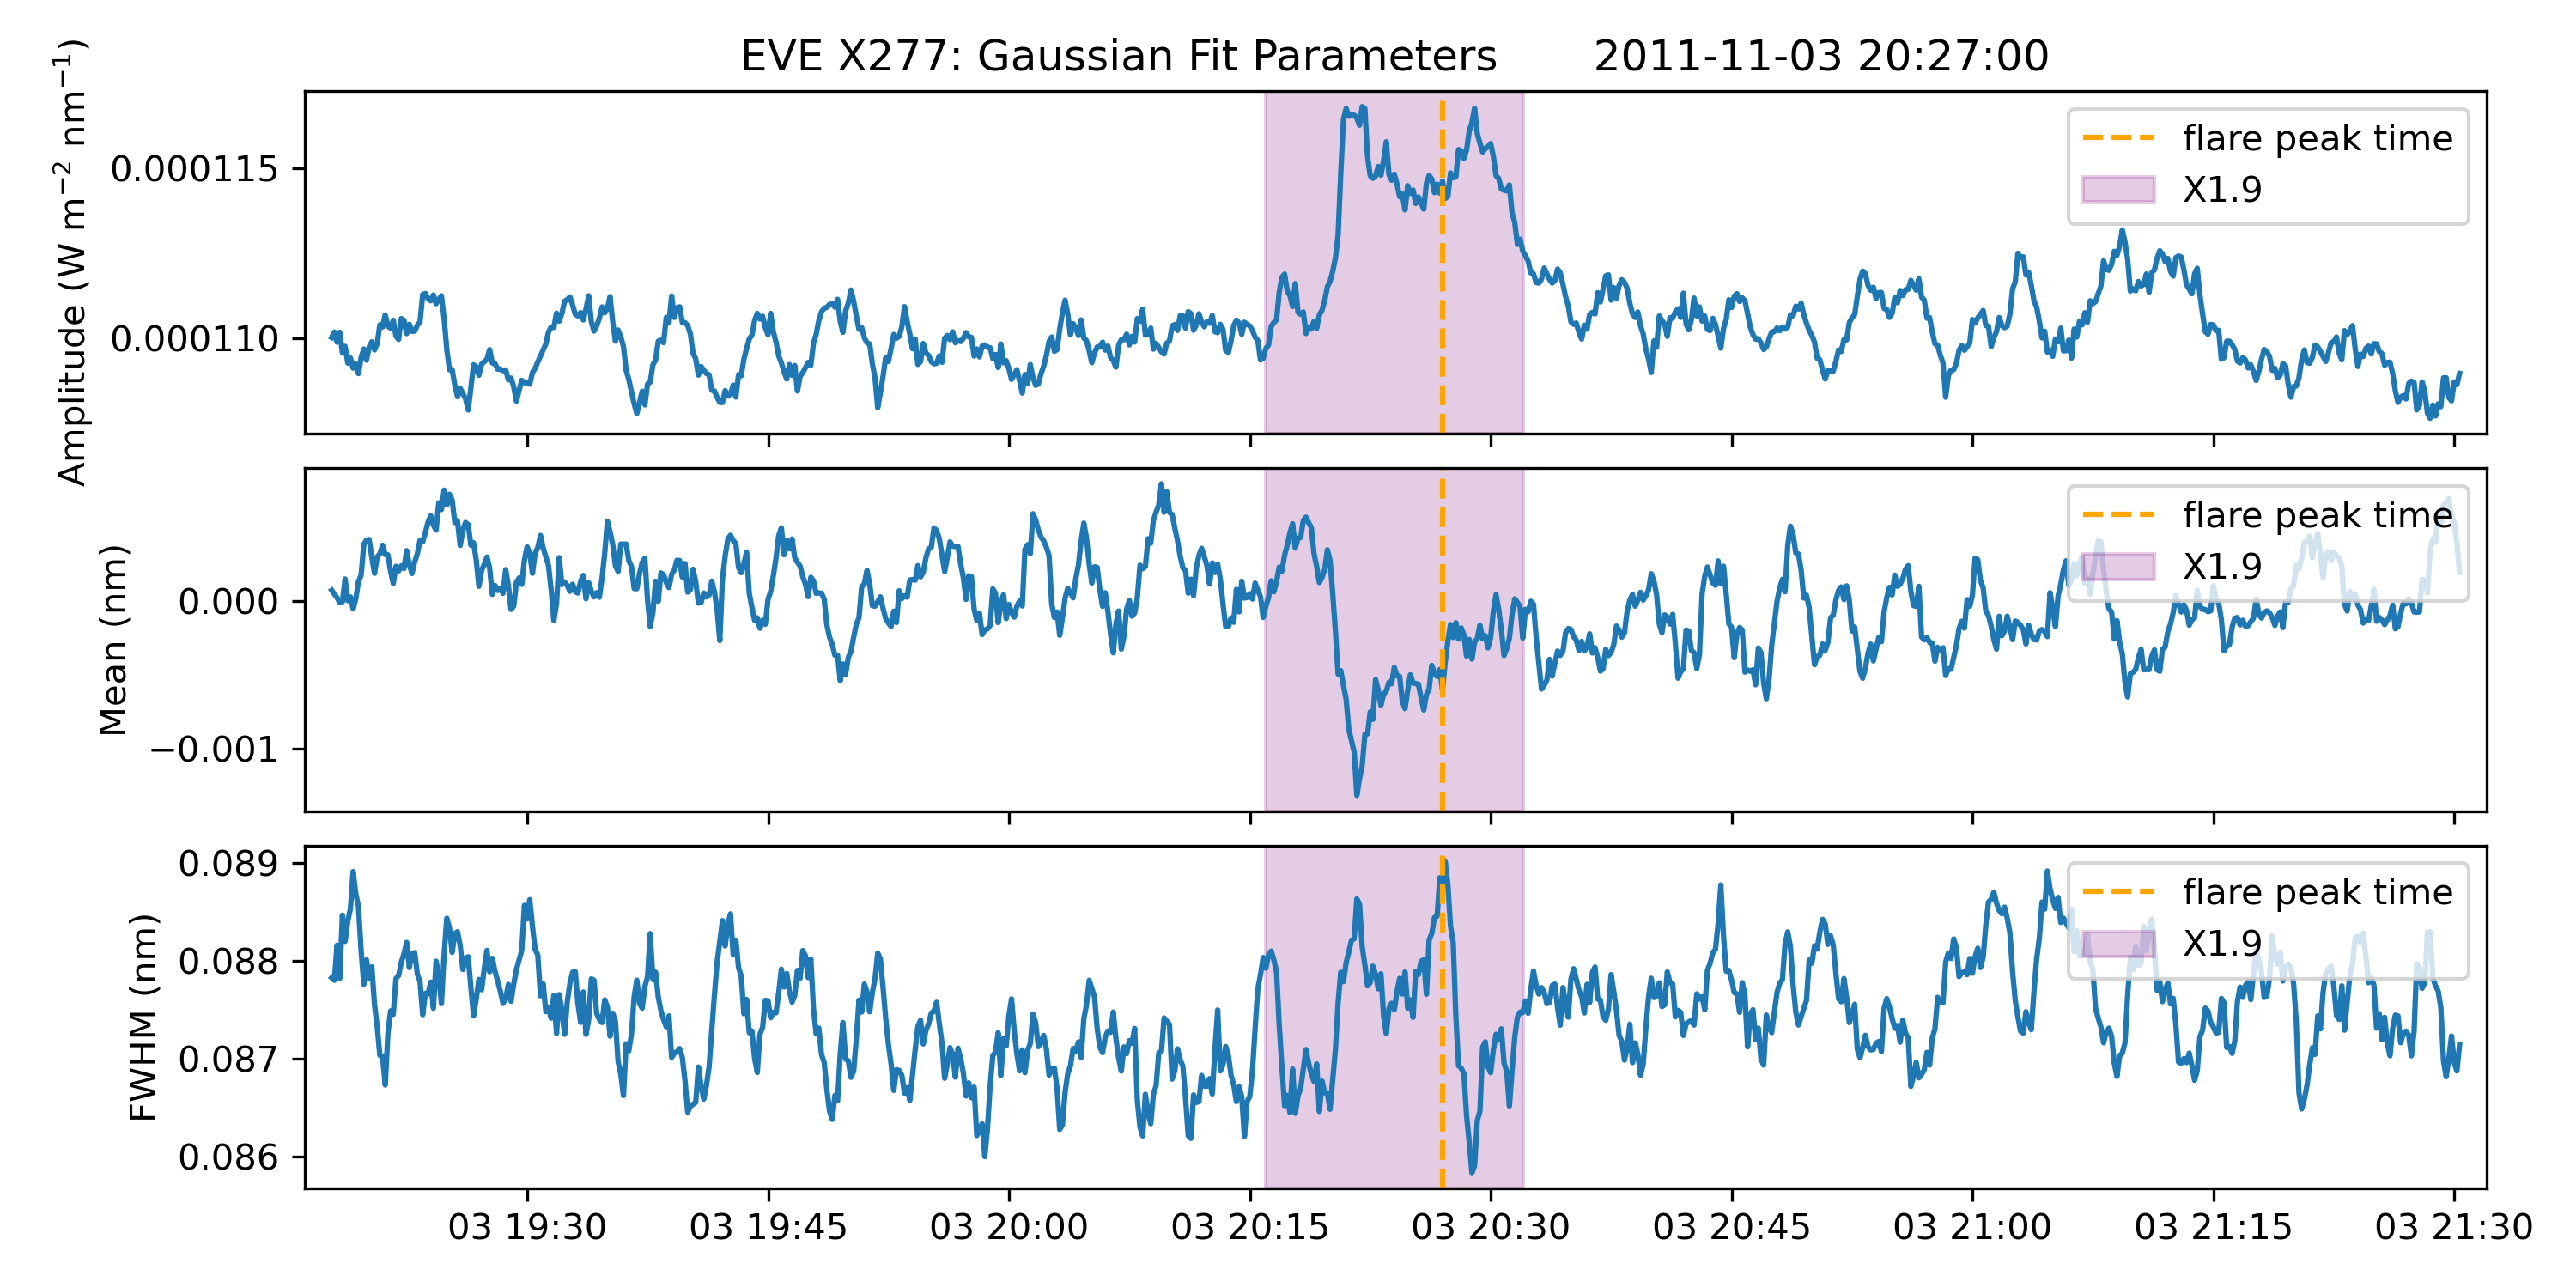 EVE X277: Gaussian Fit Parameters 2011-11-03 20:27:00
Amplitude (W m⁻² nm⁻¹)
0.000115
0.000110
flare peak time
X1.9
Mean (nm)
0.000
−0.001
flare peak time
X1.9
FWHM (nm)
0.089
0.088
0.087
0.086
flare peak time
X1.9
03 19:30 03 19:45 03 20:00 03 20:15 03 20:30 03 20:45 03 21:00 03 21:15 03 21:30